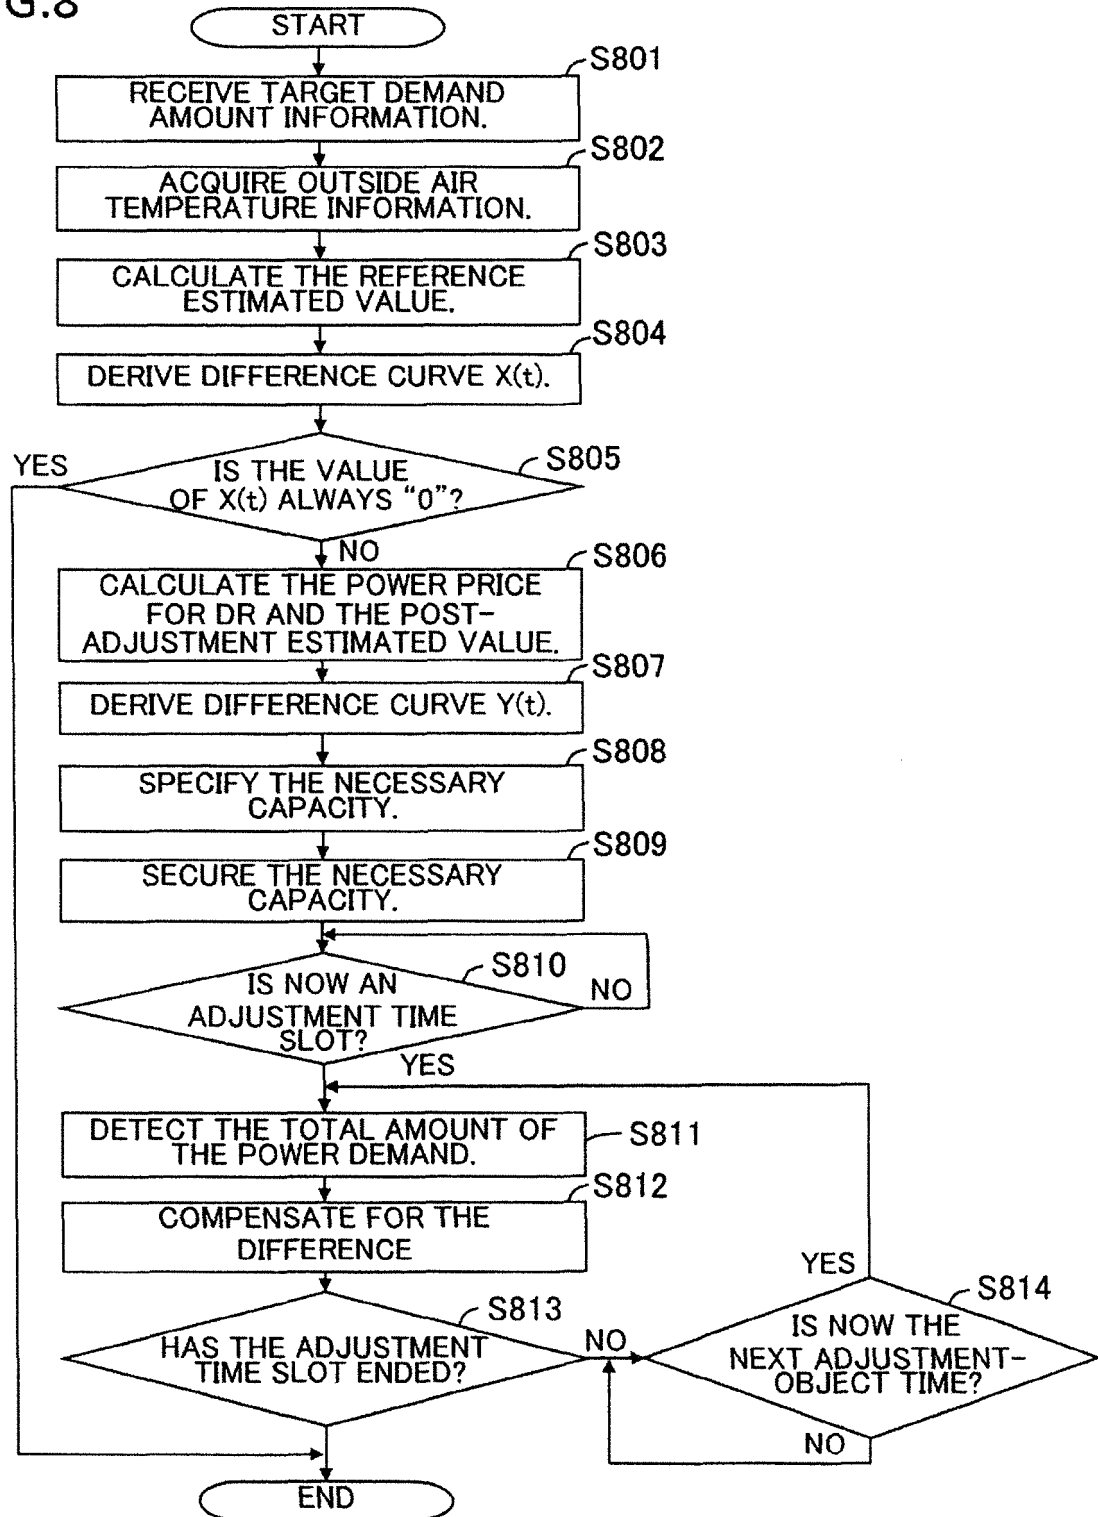 G.8
START
S801
RECEIVE TARGET DEMAND
AMOUNT INFORMATION.
S802
ACQUIRE OUTSIDE AIR
TEMPERATURE INFORMATION.
S803
CALCULATE THE REFERENCE
ESTIMATED VALUE.
S804
DERIVE DIFFERENCE CURVE X(t).
YES
S805
IS THE VALUE
OF X(t) ALWAYS “0”?
NO
S806
CALCULATE THE POWER PRICE
FOR DR AND THE POST-
ADJUSTMENT ESTIMATED VALUE.
S807
DERIVE DIFFERENCE CURVE Y(t).
S808
SPECIFY THE NECESSARY
CAPACITY.
S809
SECURE THE NECESSARY
CAPACITY.
S810
IS NOW AN
ADJUSTMENT TIME
SLOT?
NO
YES
DETECT THE TOTAL AMOUNT OF
THE POWER DEMAND.
S811
S812
COMPENSATE FOR THE
DIFFERENCE
S813
HAS THE ADJUSTMENT
TIME SLOT ENDED?
NO
YES
S814
IS NOW THE
NEXT ADJUSTMENT-
OBJECT TIME?
NO
END